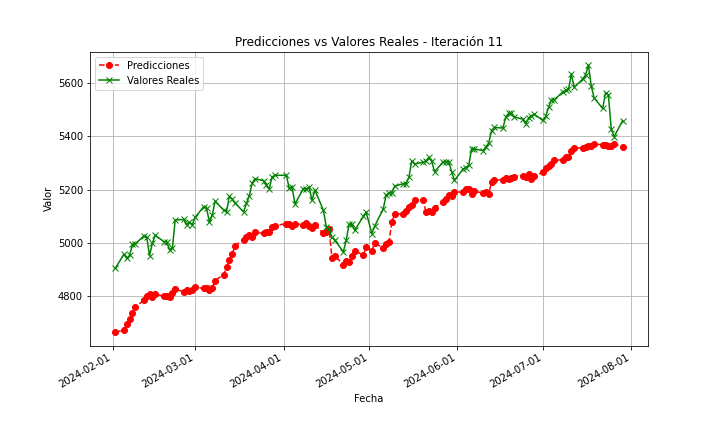 Predicciones vs Valores Reales - Iteración 11
Predicciones
Valores Reales
Valor
5600
5400
5200
5000
4800
2024-02-01
2024-03-01
2024-04-01
2024-05-01
2024-06-01
2024-07-01
2024-08-01
Fecha